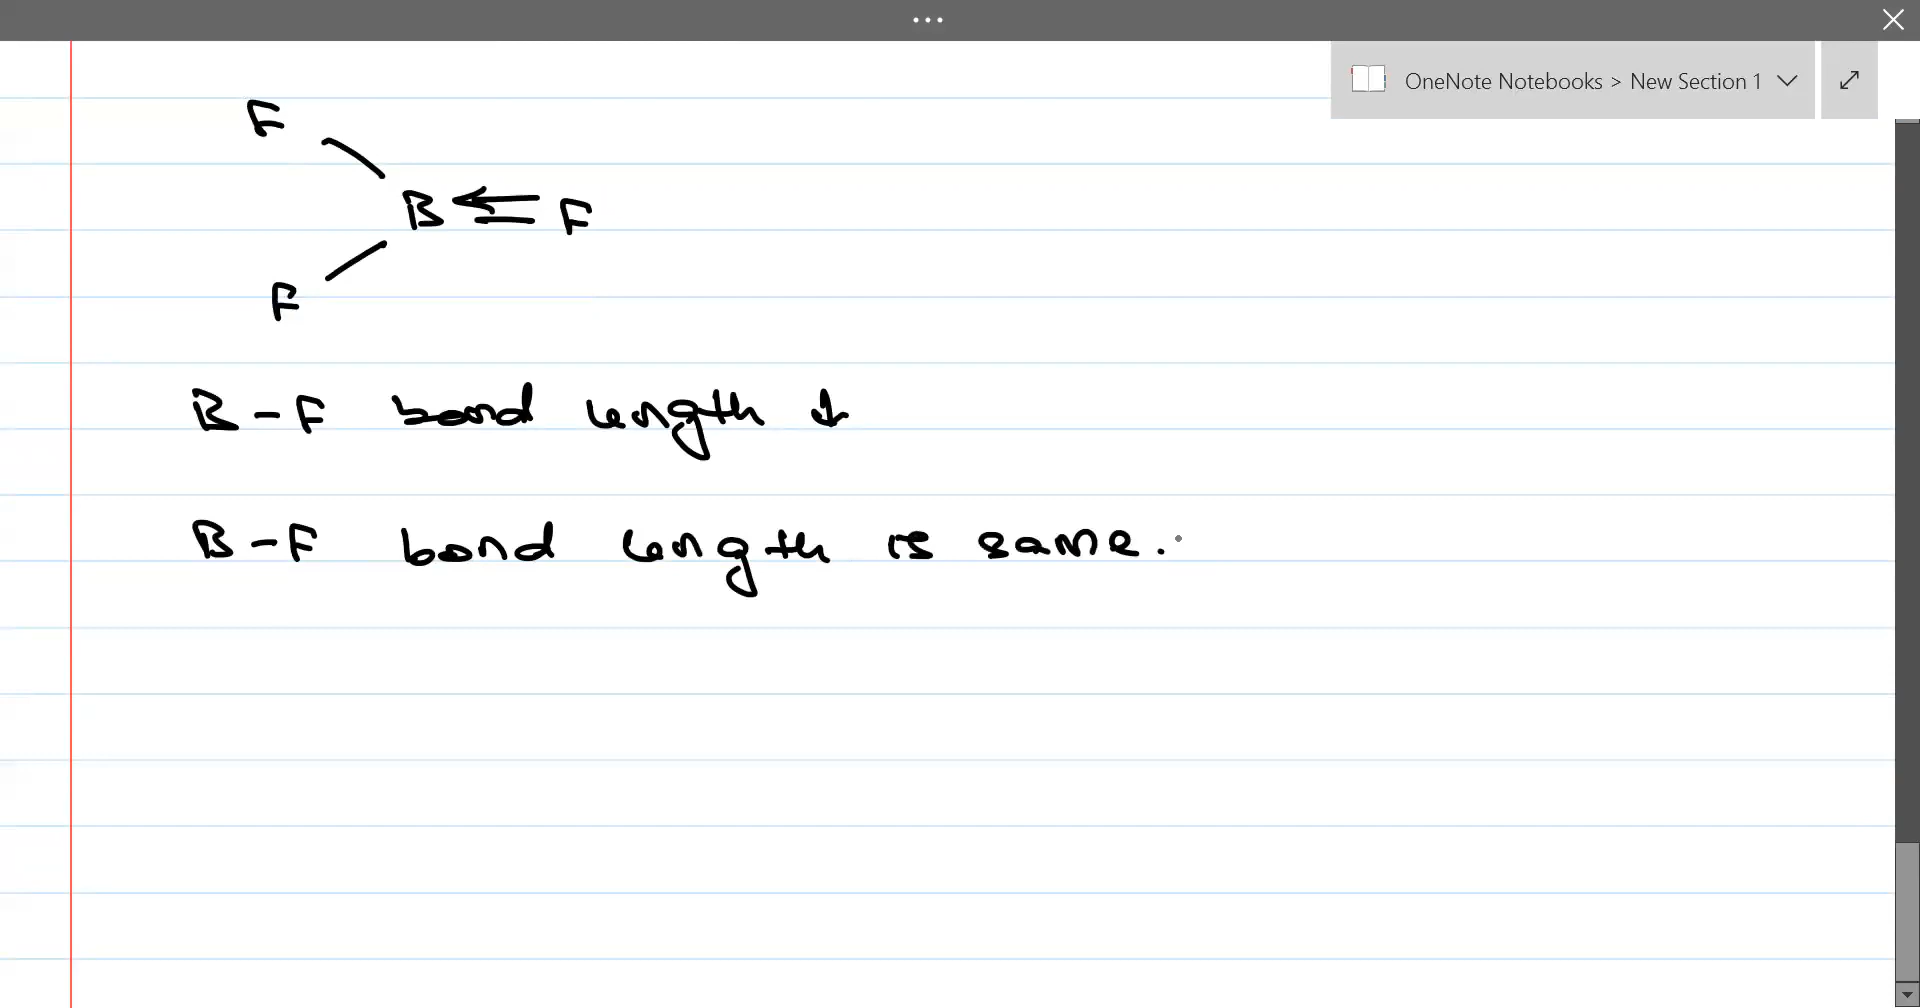 ...
OneNote Notebooks > New Section 1
F
B ⇐ F
F
B-F bond length ↓
B-F bond length is same.